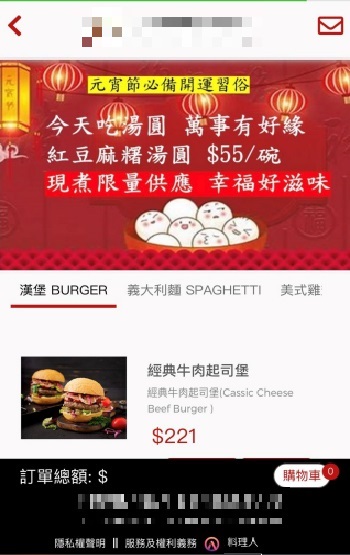 元宵節必備開運習俗
元宵節
今天吃湯圓 萬事有好緣
紅豆麻糬湯圓 $55/碗
現煮限量供應 幸福好滋味
漢堡 BURGER 義大利麵 SPAGHETTI 美式雞
經典牛肉起司堡
經典牛肉起司堡(Cassic Cheese
Beef Burger )
$221
訂單總額: $ 購物車 0
隱私權聲明 || 服務及權利義務 料理人